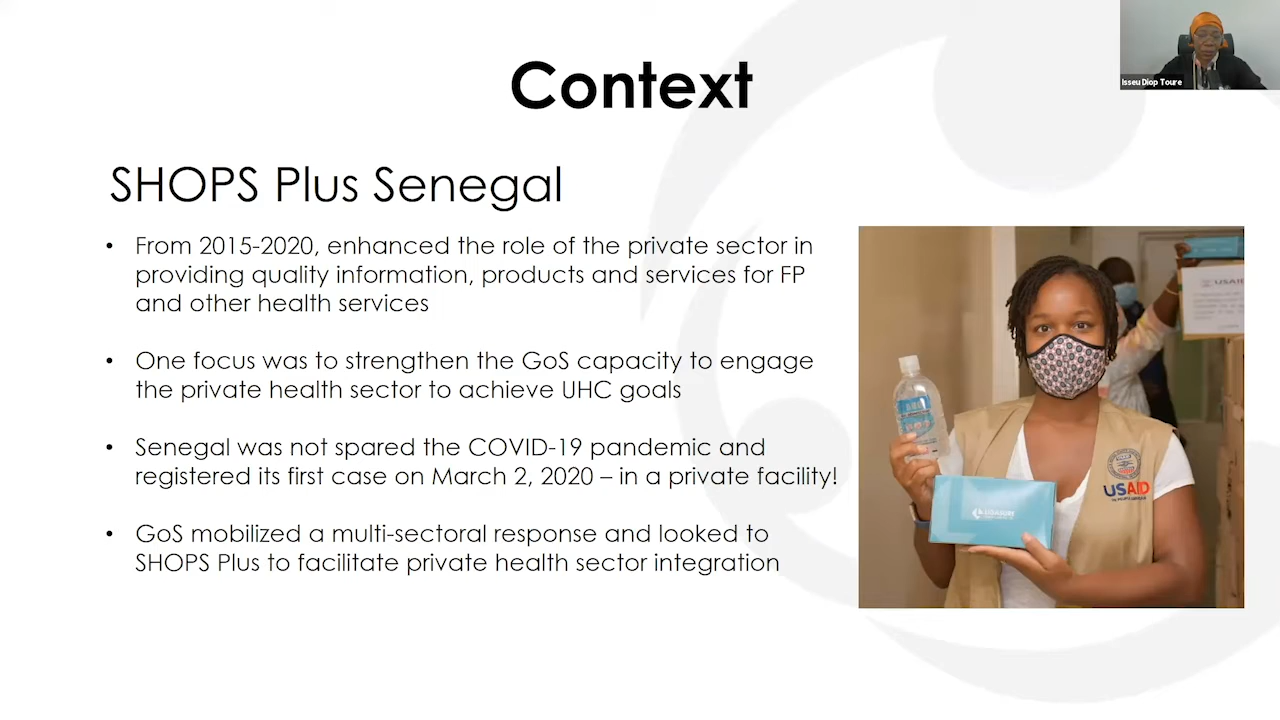 Context
Isseu Diop Toure
SHOPS Plus Senegal
• From 2015-2020, enhanced the role of the private sector in
providing quality information, products and services for FP
and other health services
• One focus was to strengthen the GoS capacity to engage
the private health sector to achieve UHC goals
• Senegal was not spared the COVID-19 pandemic and
registered its first case on March 2, 2020 – in a private facility!
• GoS mobilized a multi-sectoral response and looked to
SHOPS Plus to facilitate private health sector integration
USAID
USAID